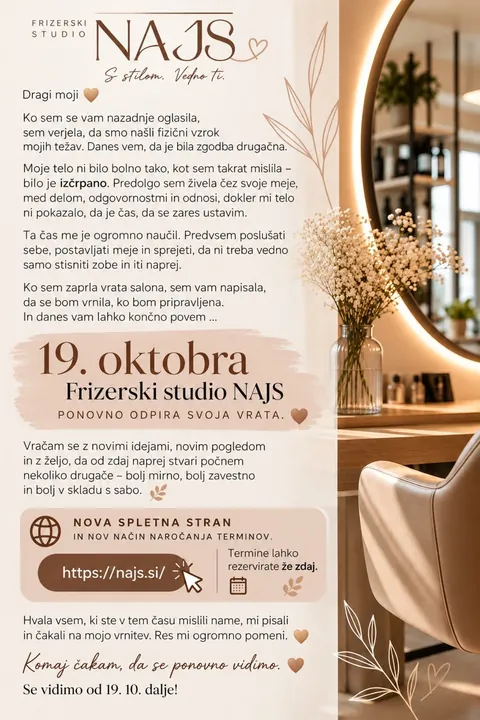 FRIZERSKI
STUDIO
NAJS
S stilom. Vedno ti.
Dragi moji
Ko sem se vam nazadnje oglasila,
sem verjela, da smo našli fizični vzrok
mojih težav. Danes vem, da je bila zgodba drugačna.
Moje telo ni bilo bolno tako, kot sem takrat mislila –
bilo je izčrpano. Predolgo sem živela čez svoje meje,
med delom, odgovornostmi in odnosi, dokler mi telo
ni pokazalo, da je čas, da se zares ustavim.
Ta čas me je ogromno naučil. Predvsem poslušati
sebe, postavljati meje in sprejeti, da ni treba vedno
samo stisniti zobe in iti naprej.
Ko sem zaprla vrata salona, sem vam napisala,
da se bom vrnila, ko bom pripravljena.
In danes vam lahko končno povem ...
19. oktobra
Frizerski studio NAJS
PONOVNO ODPIRA SVOJA VRATA.
Vračam se z novimi idejami, novim pogledom
in z željo, da od zdaj naprej stvari počnem
nekoliko drugače – bolj mirno, bolj zavestno
in bolj v skladu s sabo.
NOVA SPLETNA STRAN
IN NOV NAČIN NAROČANJA TERMINOV.
https://najs.si/
Termine lahko
rezervirate že zdaj.
Hvala vsem, ki ste v tem času mislili name, mi pisali
in čakali na mojo vrnitev. Res mi ogromno pomeni.
Komaj čakam, da se ponovno vidimo.
Se vidimo od 19. 10. dalje!